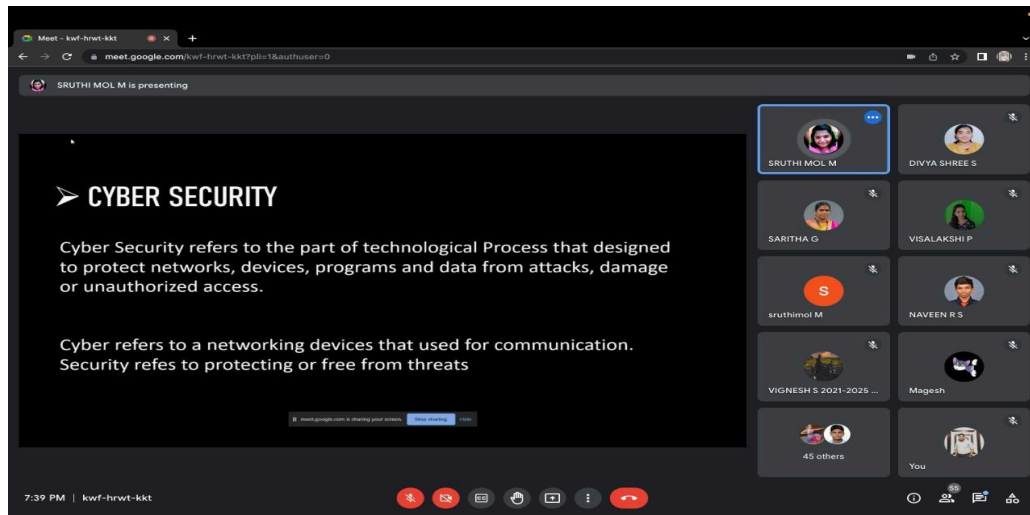 Meet - kwf-hrwt-kkt
meet.google.com/kwf-hrwt-kkt?pli=1&authuser=0
SRUTHI MOL M is presenting
➤ CYBER SECURITY
Cyber Security refers to the part of technological Process that designed
to protect networks, devices, programs and data from attacks, damage
or unauthorized access.
Cyber refers to a networking devices that used for communication.
Security refes to protecting or free from threats
meet.google.com is sharing your screen. Stop sharing Hide
SRUTHI MOL M
DIVYA SHREE S
SARITHA G
VISALAKSHI P
S
sruthimol M
NAVEEN R S
VIGNESH S 2021-2025 ...
Magesh
45 others
You
7:39 PM | kwf-hrwt-kkt
55